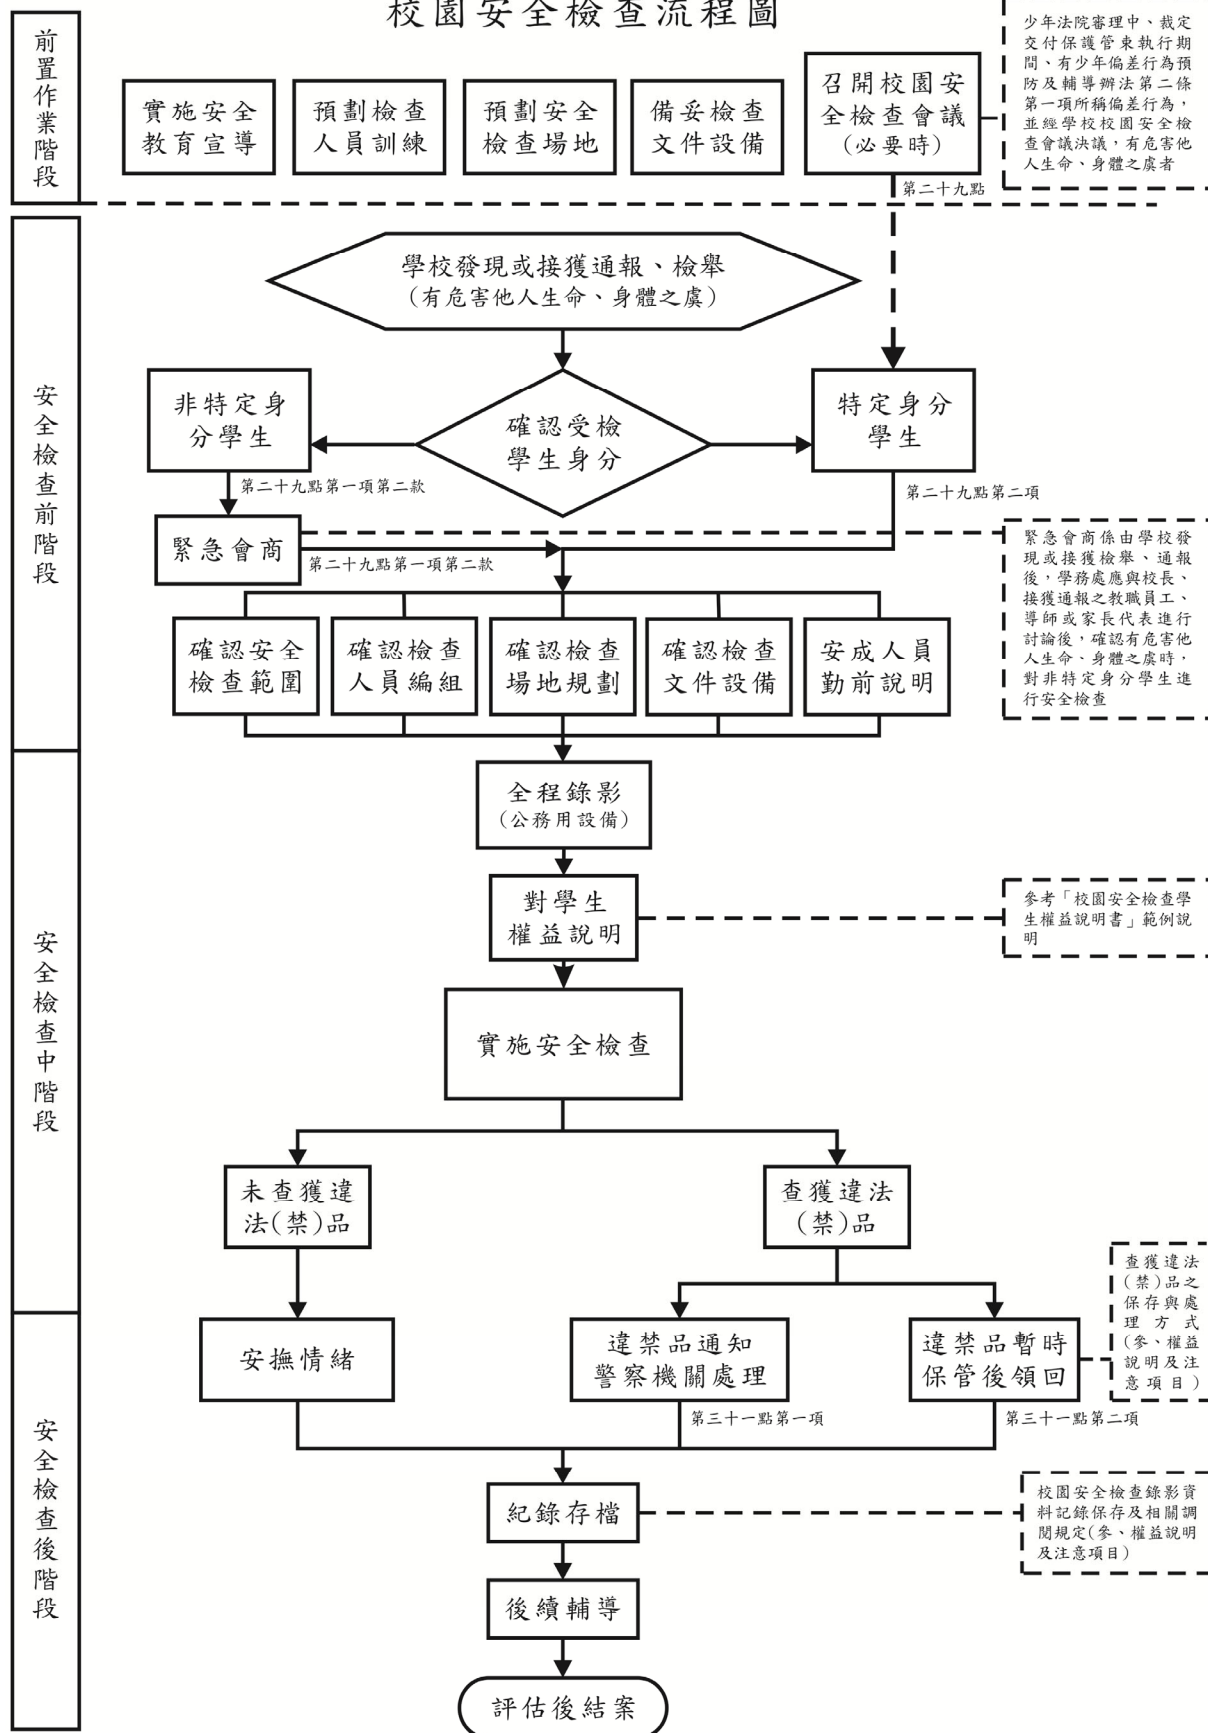 校園安全檢查流程圖
前置作業階段
實施安全
教育宣導
預劃檢查
人員訓練
預劃安全
檢查場地
備妥檢查
文件設備
召開校園安
全檢查會議
(必要時)
少年法院審理中、裁定
交付保護管束執行期
間、有少年偏差行為預
防及輔導辦法第二條
第一項所稱偏差行為，
並經學校校園安全檢
查會議決議，有危害他
人生命、身體之虞者
第二十九點
安全檢查前階段
學校發現或接獲通報、檢舉
(有危害他人生命、身體之虞)
非特定身
分學生
確認受檢
學生身分
特定身分
學生
第二十九點第一項第二款
第二十九點第二項
緊急會商
第二十九點第一項第二款
緊急會商係由學校發
現或接獲檢舉、通報
後，學務處應與校長、
接獲通報之教職員工、
導師或家長代表進行
討論後，確認有危害他
人生命、身體之虞時，
對非特定身分學生進
行安全檢查
確認安全
檢查範圍
確認檢查
人員編組
確認檢查
場地規劃
確認檢查
文件設備
安成人員
勤前說明
安全檢查中階段
全程錄影
(公務用設備)
對學生
權益說明
參考「校園安全檢查學
生權益說明書」範例說
明
實施安全檢查
未查獲違
法(禁)品
查獲違法
(禁)品
安全檢查後階段
安撫情緒
違禁品通知
警察機關處理
違禁品暫時
保管後領回
查獲違法
(禁)品之
保存與處
理方式
(參、權益
說明及注
意項目)
第三十一點第一項
第三十一點第二項
紀錄存檔
校園安全檢查錄影資
料記錄保存及相關調
閱規定(參、權益說明
及注意項目)
後續輔導
評估後結案